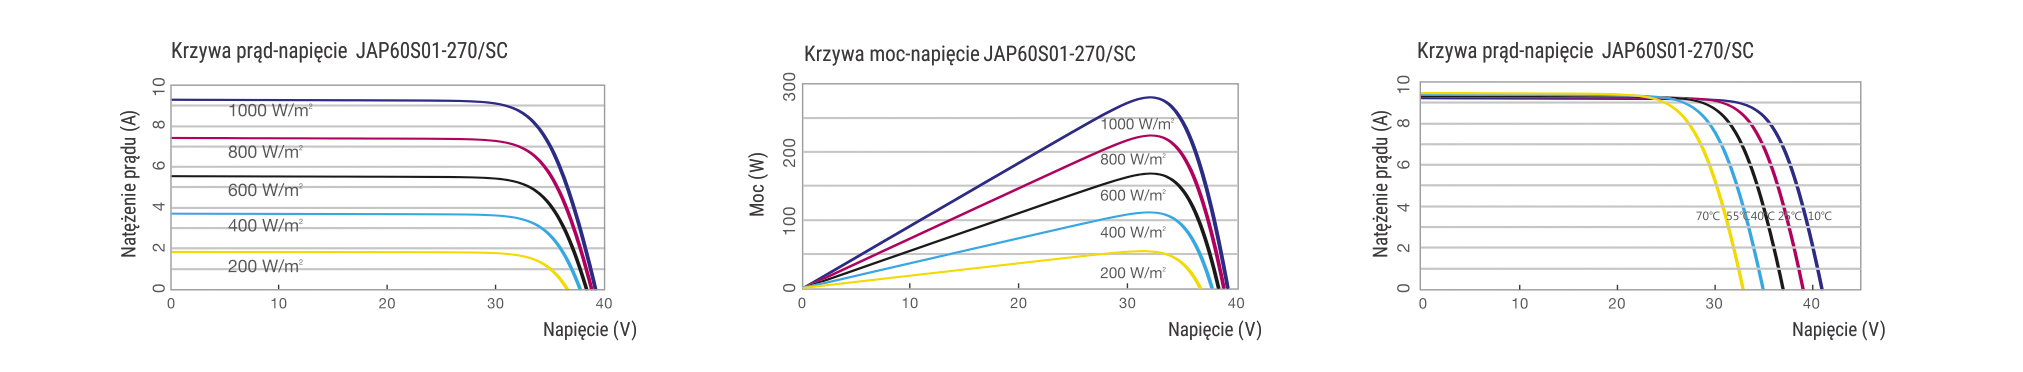 Krzywa prąd-napięcie JAP60S01-270/SC
Natężenie prądu (A)
10
8
6
4
2
0
1000 W/m²
800 W/m²
600 W/m²
400 W/m²
200 W/m²
0 10 20 30 40
Napięcie (V)
Krzywa moc-napięcie JAP60S01-270/SC
Moc (W)
300
200
100
0
1000 W/m²
800 W/m²
600 W/m²
400 W/m²
200 W/m²
0 10 20 30 40
Napięcie (V)
Krzywa prąd-napięcie JAP60S01-270/SC
Natężenie prądu (A)
10
8
6
4
2
0
70°C 55°C 40°C 25°C 10°C
0 10 20 30 40
Napięcie (V)